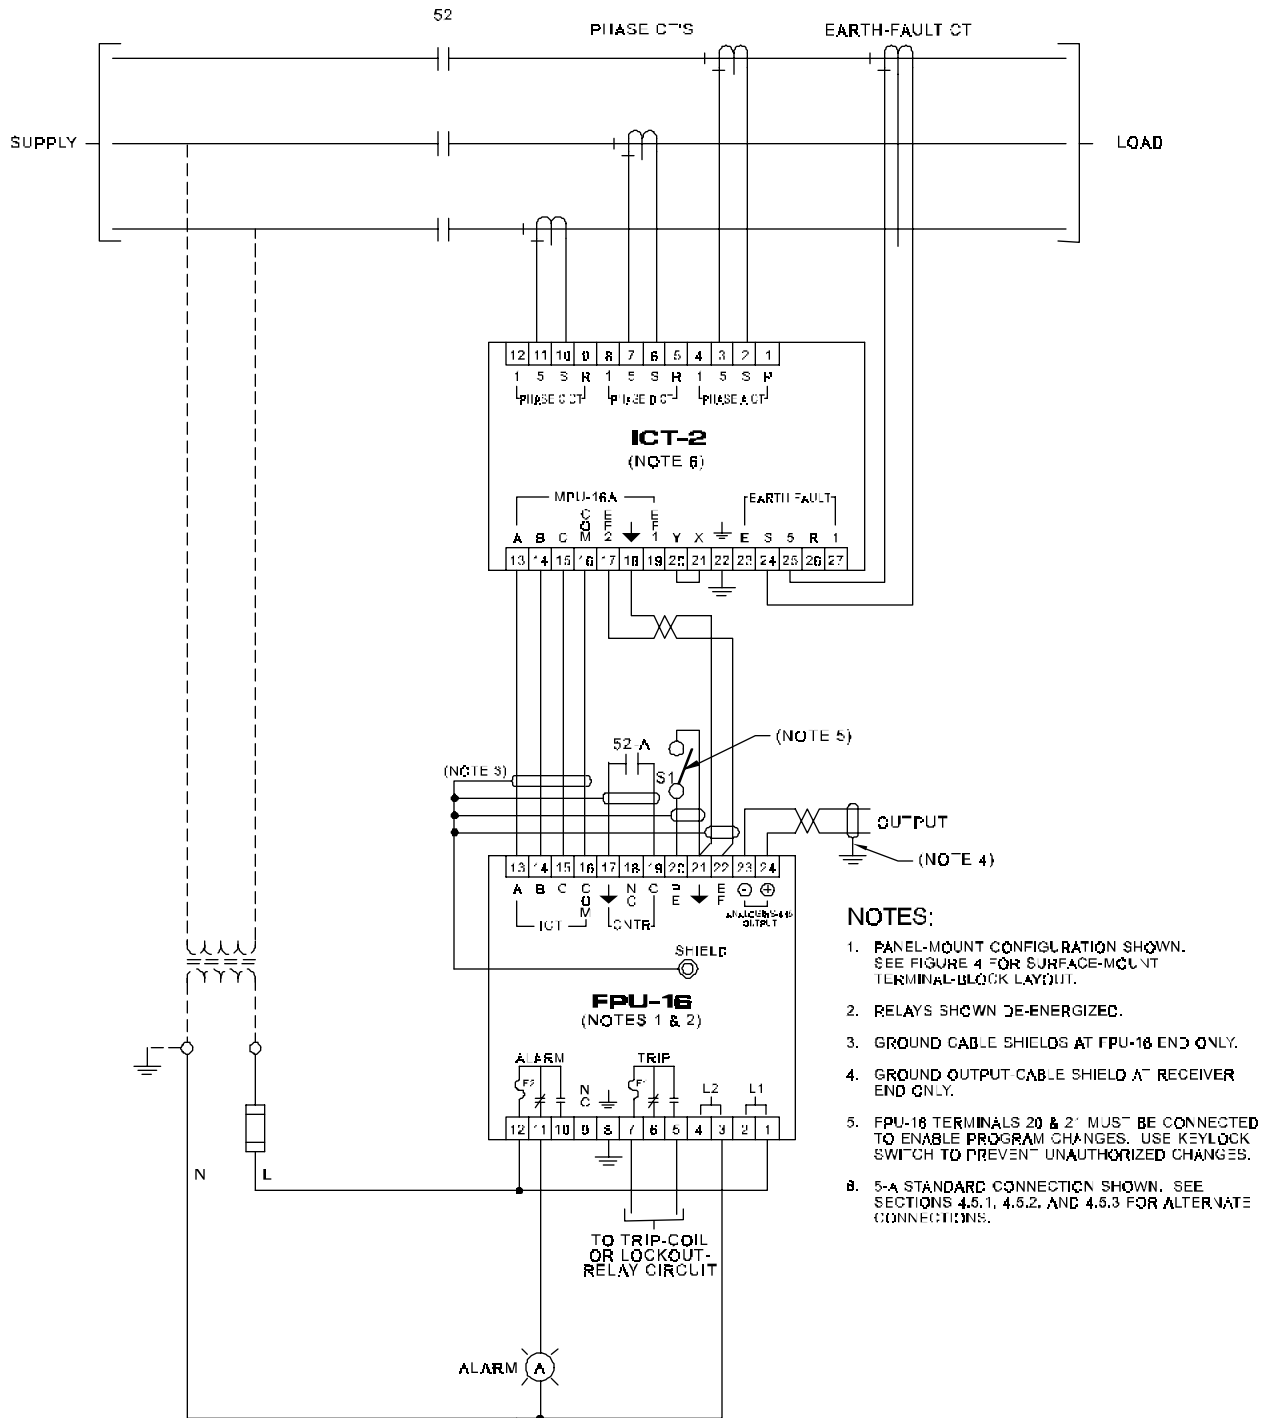 52
PHASE CT'S
EARTH-FAULT CT
SUPPLY
LOAD
12 11 10 9 8 7 6 5 4 3 2 1
1 5 S R 1 5 S R 1 5 S R
PHASE C CT PHASE B CT PHASE A CT
ICT-2
(NOTE 6)
MPU-16A
EARTH FAULT
A B C COM EF2 EF1 Y X E S 5 R 1
13 14 15 16 17 18 19 20 21 22 23 24 25 26 27
(NOTE 5)
52-A
(NOTE 3)
S1
OUTPUT
(NOTE 4)
13 14 15 16 17 18 19 20 21 22 23 24
A B C COM NC C PE EF - +
ICT
CNTR
OUTPUT
SHIELD
FPU-16
(NOTES 1 & 2)
ALARM
TRIP
F2
NC
F1
L2
L1
12 11 10 9 8 7 6 5 4 3 2 1
N
L
TO TRIP-COIL
OR LOCKOUT-
RELAY CIRCUIT
ALARM
A
NOTES:
1. PANEL-MOUNT CONFIGURATION SHOWN.
SEE FIGURE 4 FOR SURFACE-MOUNT
TERMINAL-BLOCK LAYOUT.
2. RELAYS SHOWN DE-ENERGIZED.
3. GROUND CABLE SHIELDS AT FPU-16 END ONLY.
4. GROUND OUTPUT-CABLE SHIELD AT RECEIVER
END ONLY.
5. FPU-16 TERMINALS 20 & 21 MUST BE CONNECTED
TO ENABLE PROGRAM CHANGES. USE KEYLOCK
SWITCH TO PREVENT UNAUTHORIZED CHANGES.
6. 5-A STANDARD CONNECTION SHOWN. SEE
SECTIONS 4.5.1, 4.5.2, AND 4.5.3 FOR ALTERNATE
CONNECTIONS.